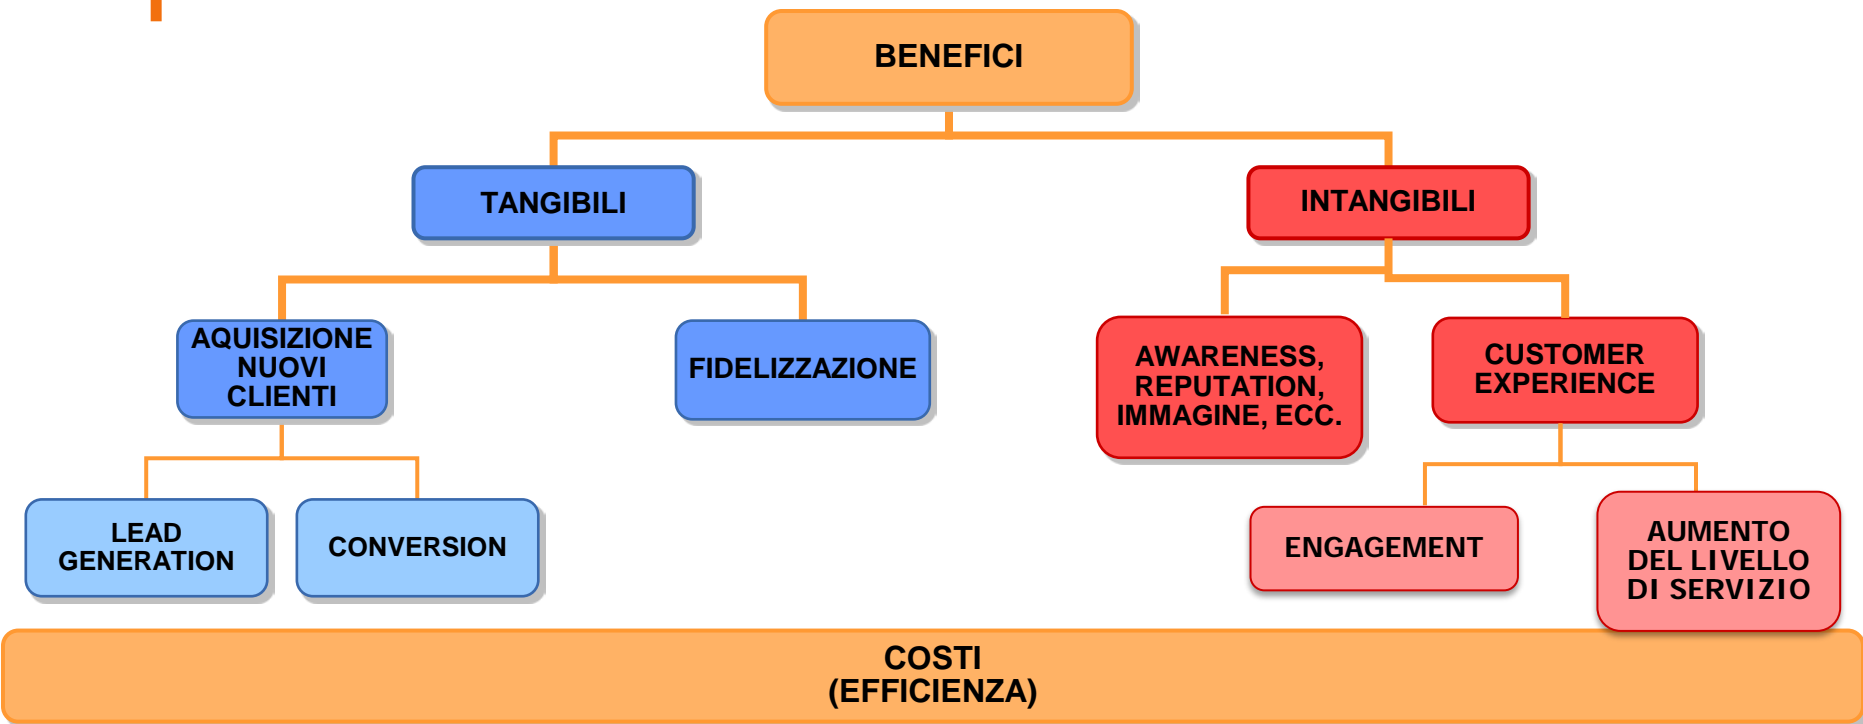 BENEFICI
TANGIBILI
INTANGIBILI
AQUISIZIONE
NUOVI
CLIENTI
FIDELIZZAZIONE
AWARENESS,
REPUTATION,
IMMAGINE, ECC.
CUSTOMER
EXPERIENCE
LEAD
GENERATION
CONVERSION
ENGAGEMENT
AUMENTO
DEL LIVELLO
DI SERVIZIO
COSTI
(EFFICIENZA)